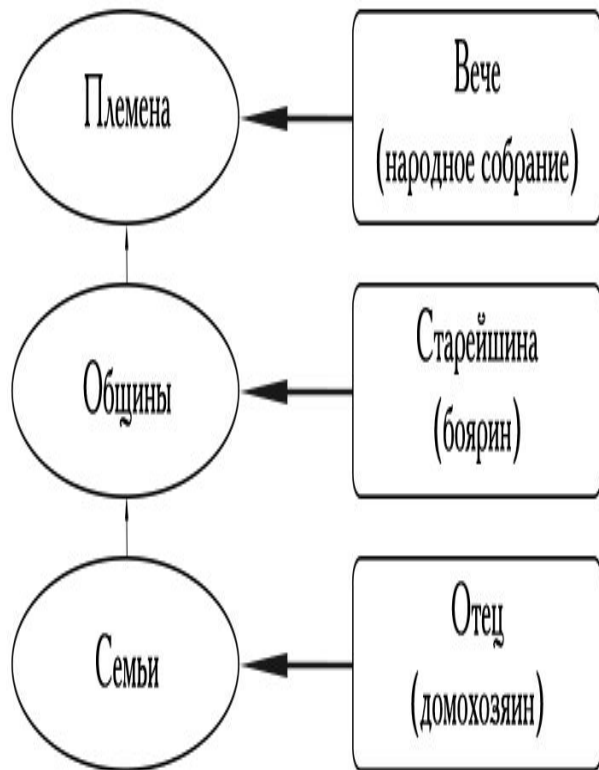 Племена
Вече
(народное собрание)
Общины
Старейшина
(боярин)
Семьи
Отец
(домохозяин)